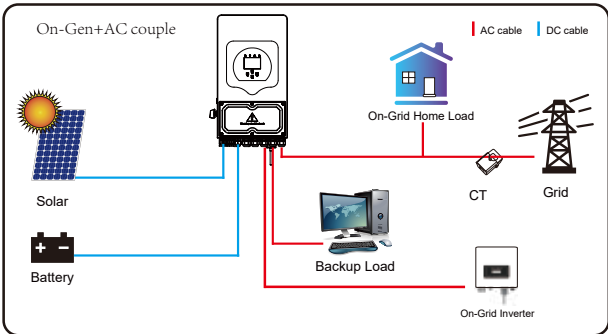 On-Gen+AC couple
AC cable
DC cable
On-Grid Home Load
Solar
CT
Grid
Battery
Backup Load
On-Grid Inverter